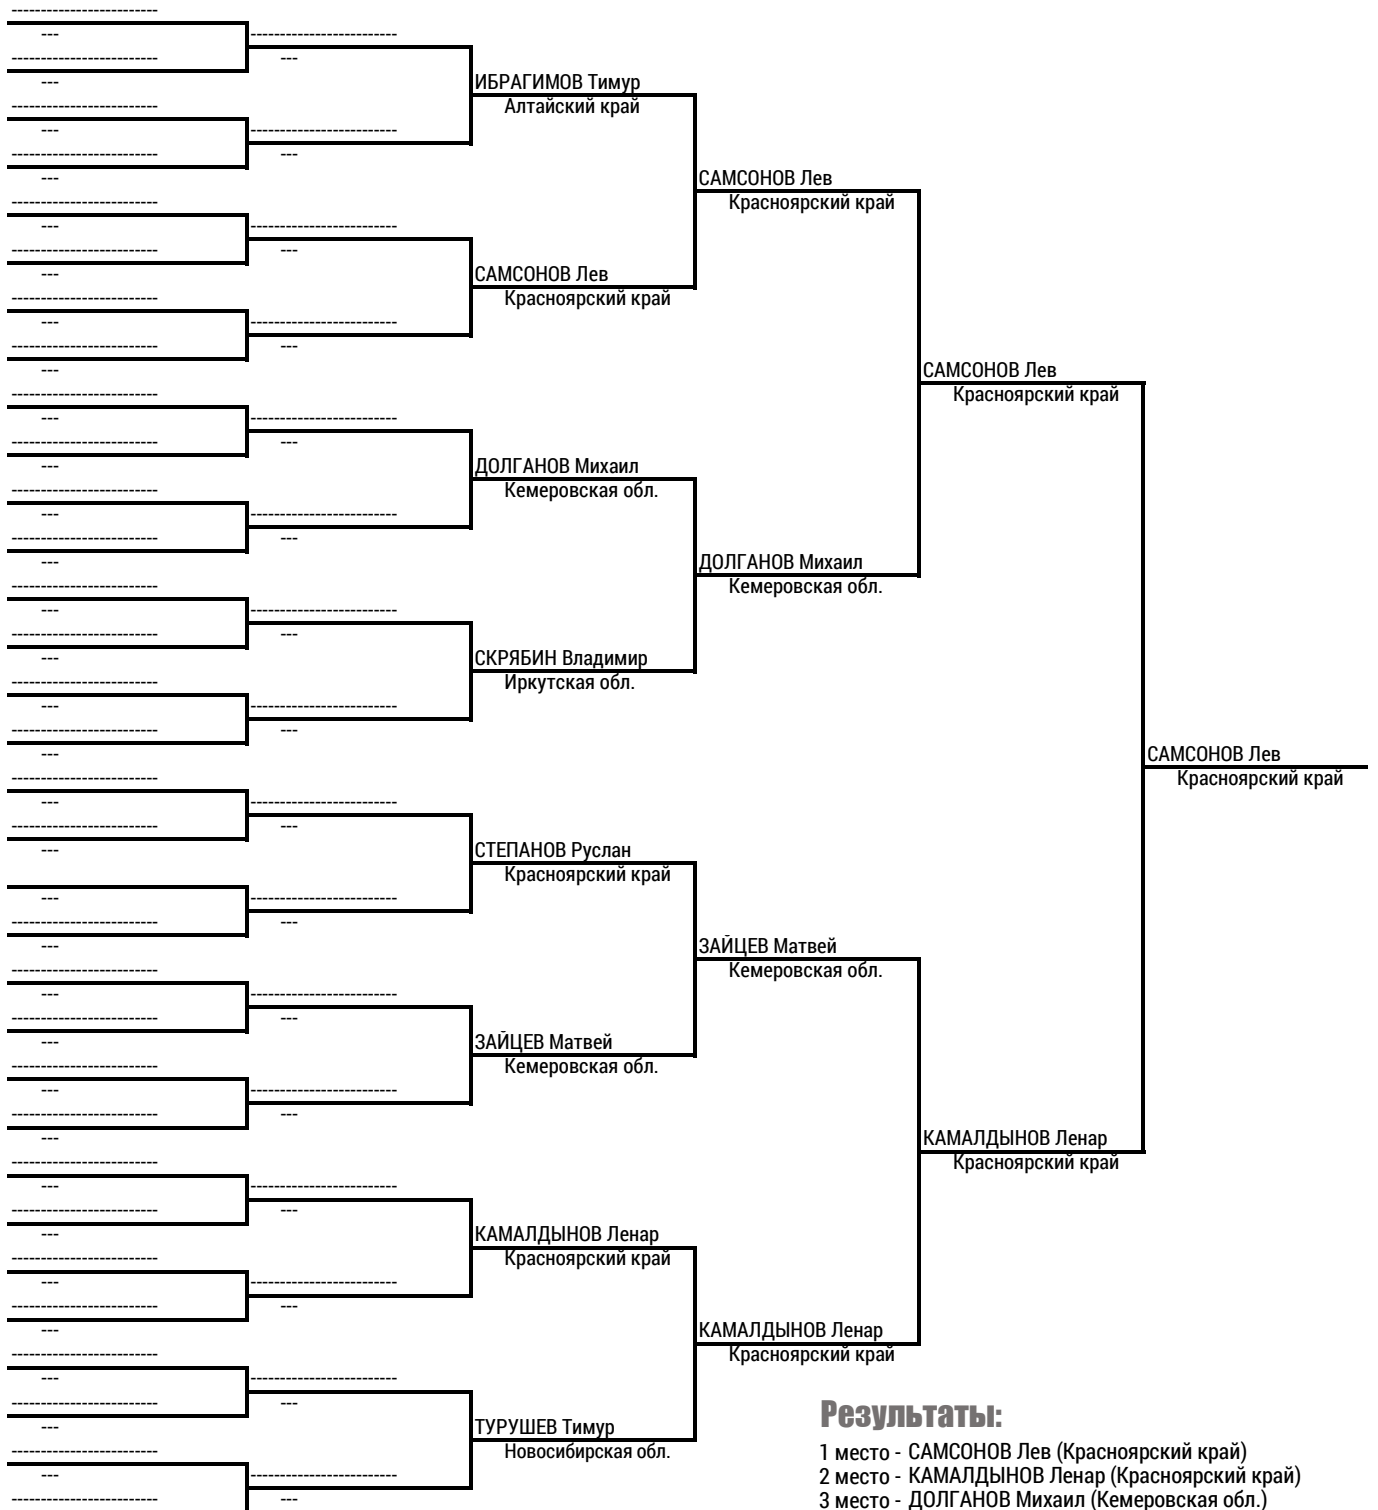 ИБРАГИМОВ Тимур
Алтайский край
САМСОНОВ Лев
Красноярский край
САМСОНОВ Лев
Красноярский край
САМСОНОВ Лев
Красноярский край
ДОЛГАНОВ Михаил
Кемеровская обл.
ДОЛГАНОВ Михаил
Кемеровская обл.
СКРЯБИН Владимир
Иркутская обл.
САМСОНОВ Лев
Красноярский край
СТЕПАНОВ Руслан
Красноярский край
ЗАЙЦЕВ Матвей
Кемеровская обл.
ЗАЙЦЕВ Матвей
Кемеровская обл.
КАМАЛДЫНОВ Ленар
Красноярский край
КАМАЛДЫНОВ Ленар
Красноярский край
КАМАЛДЫНОВ Ленар
Красноярский край
ТУРУШЕВ Тимур
Новосибирская обл.
Результаты:
1 место - САМСОНОВ Лев (Красноярский край)
2 место - КАМАЛДЫНОВ Ленар (Красноярский край)
3 место - ДОЛГАНОВ Михаил (Кемеровская обл.)